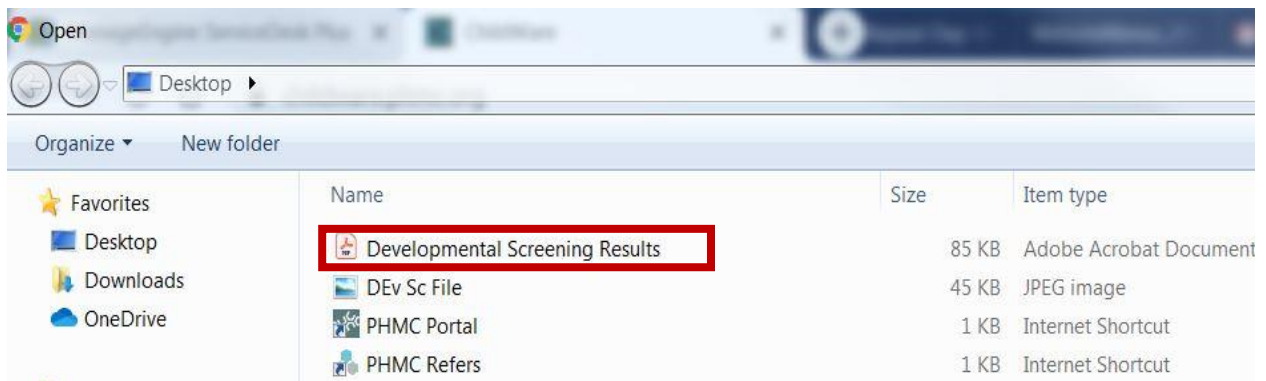 Open
Desktop
Organize New folder
Name Size Item type
Favorites
Desktop
Downloads
OneDrive
Developmental Screening Results 85 KB Adobe Acrobat Document
DEv Sc File 45 KB JPEG image
PHMC Portal 1 KB Internet Shortcut
PHMC Refers 1 KB Internet Shortcut